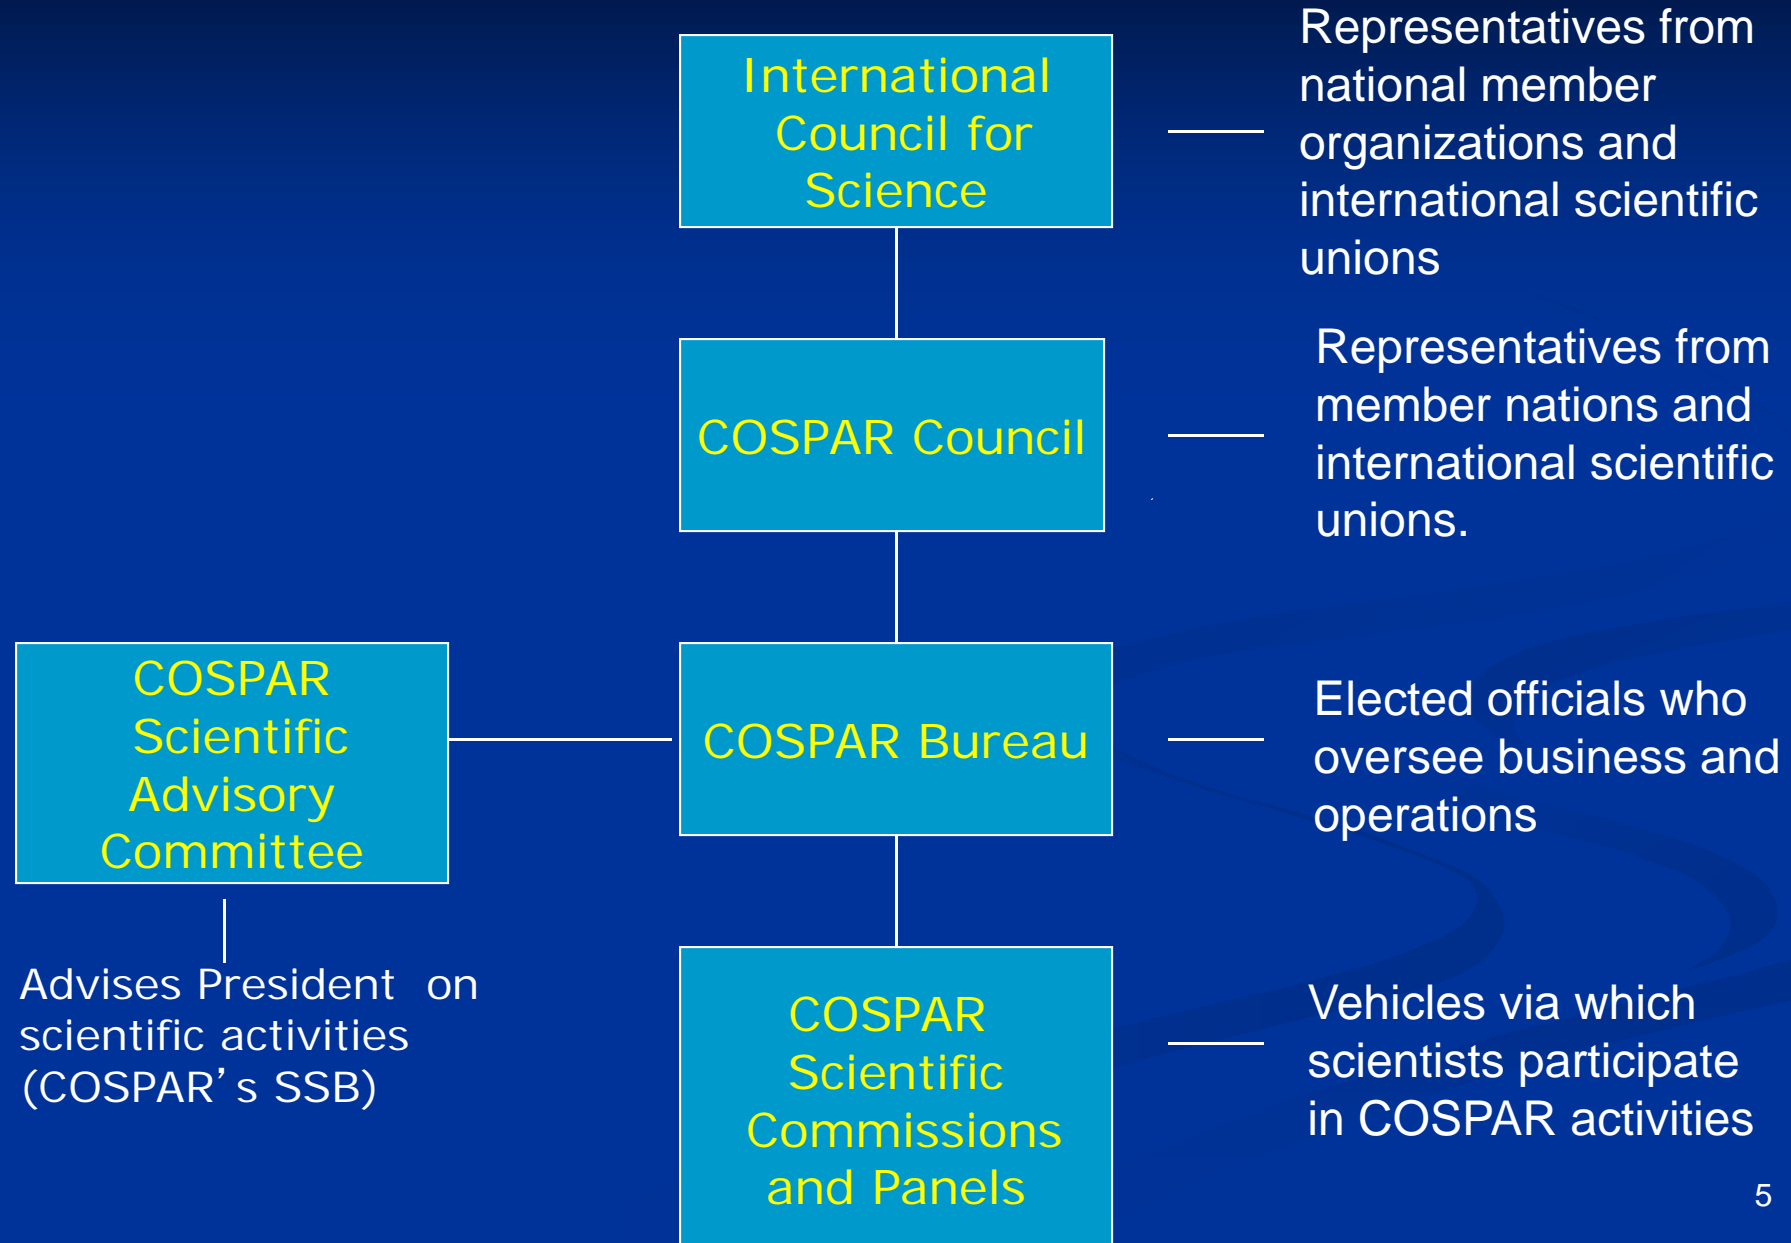 International
Council for
Science
Representatives from
national member
organizations and
international scientific
unions
COSPAR Council
Representatives from
member nations and
international scientific
unions.
COSPAR
Scientific
Advisory
Committee
COSPAR Bureau
Elected officials who
oversee business and
operations
Advises President on
scientific activities
(COSPAR’s SSB)
COSPAR
Scientific
Commissions
and Panels
Vehicles via which
scientists participate
in COSPAR activities
5